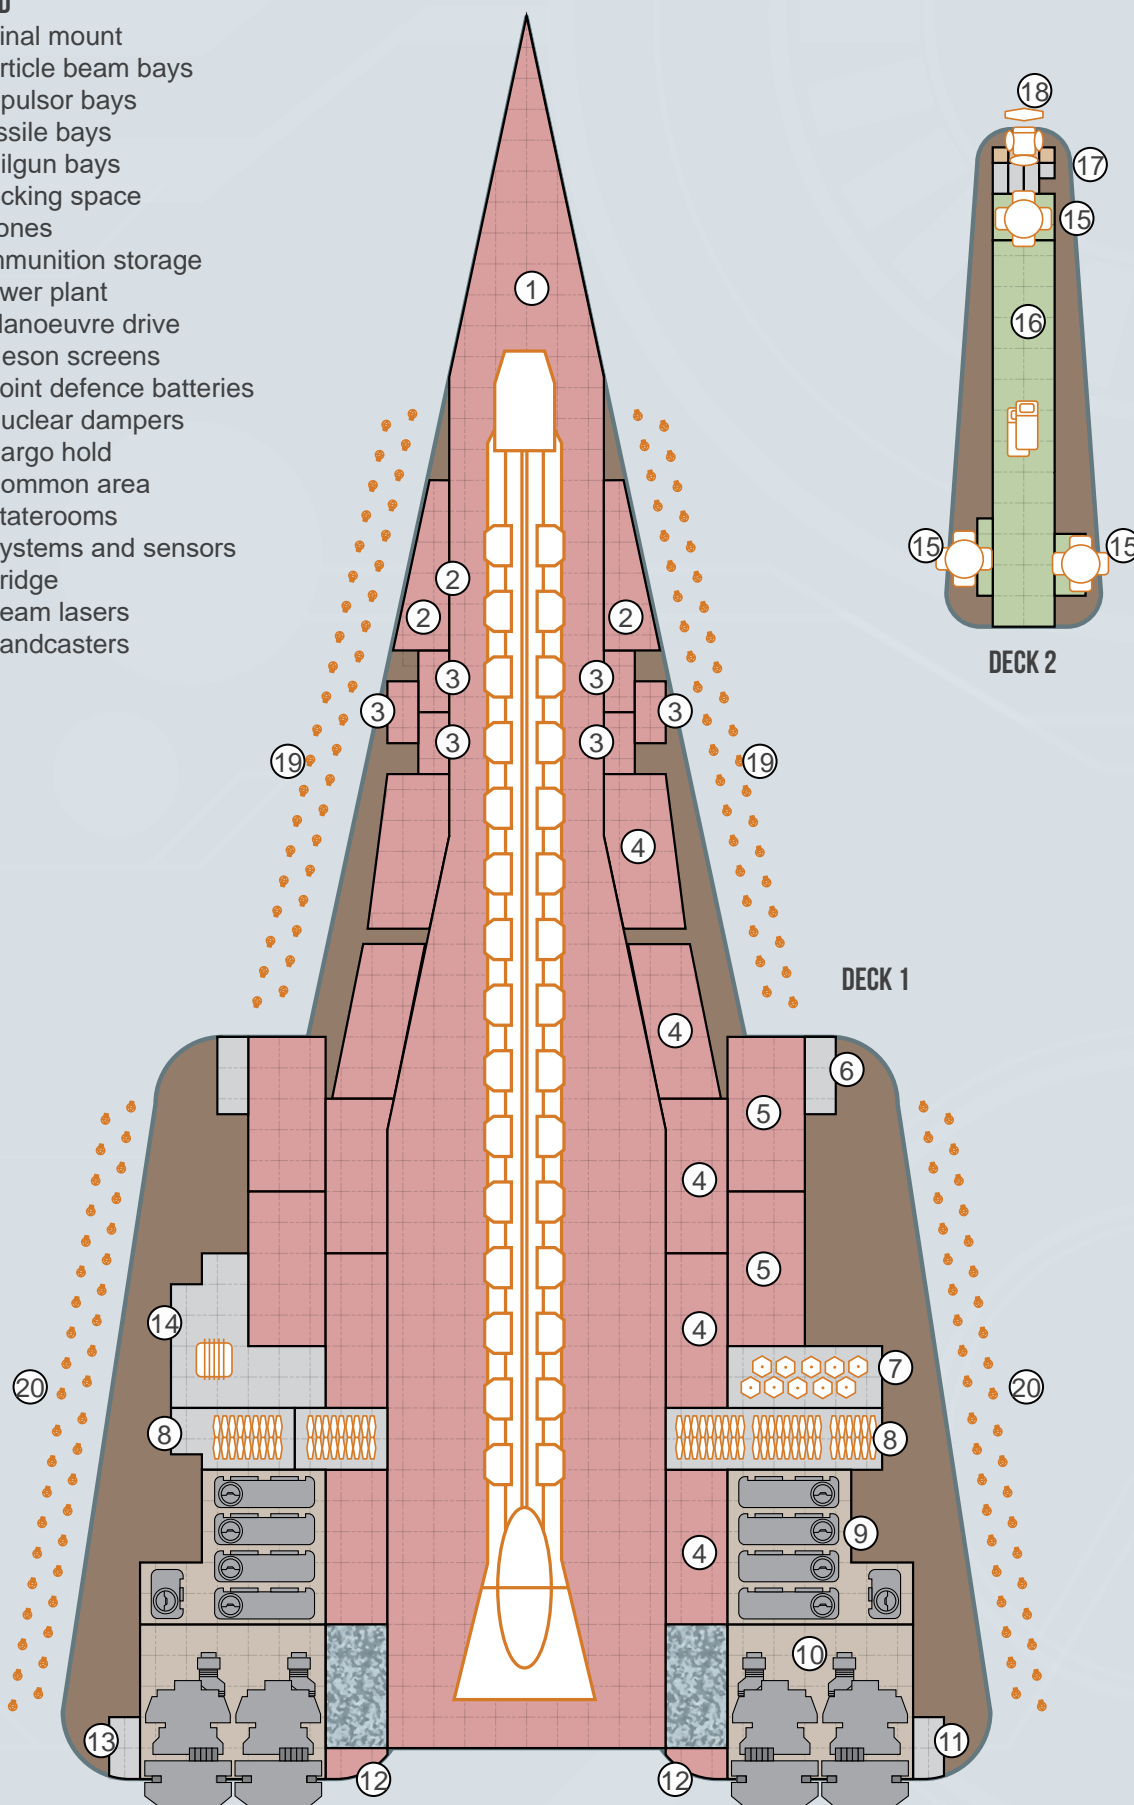 D
inal mount
rticle beam bays
pulsor bays
ssile bays
ilgun bays
cking space
ones
mmunition storage
wer plant
anoeuvre drive
eson screens
oint defence batteries
uclear dampers
argo hold
ommon area
taterooms
ystems and sensors
ridge
eam lasers
andcasters
18
17
15
16
15
15
DECK 2
1
2
2
2
3
3
3
3
3
3
19
19
4
DECK 1
4
6
5
4
5
14
4
7
20
20
8
8
9
4
10
13
11
12
12